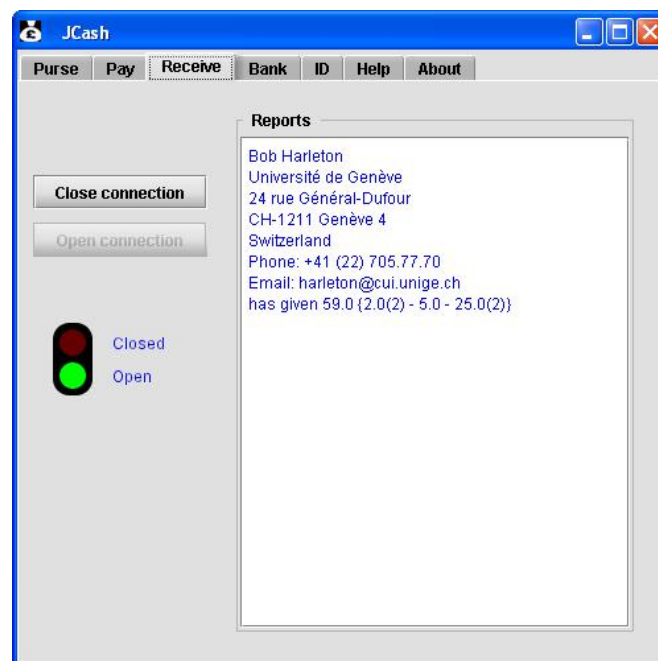 JCash
Purse Pay Receive Bank ID Help About
Reports
Bob Harleton
Université de Genève
24 rue Général-Dufour
CH-1211 Genève 4
Switzerland
Phone: +41 (22) 705.77.70
Email: harleton@cui.unige.ch
has given 59.0 {2.0(2) - 5.0 - 25.0(2)}
Close connection
Open connection
Closed
Open